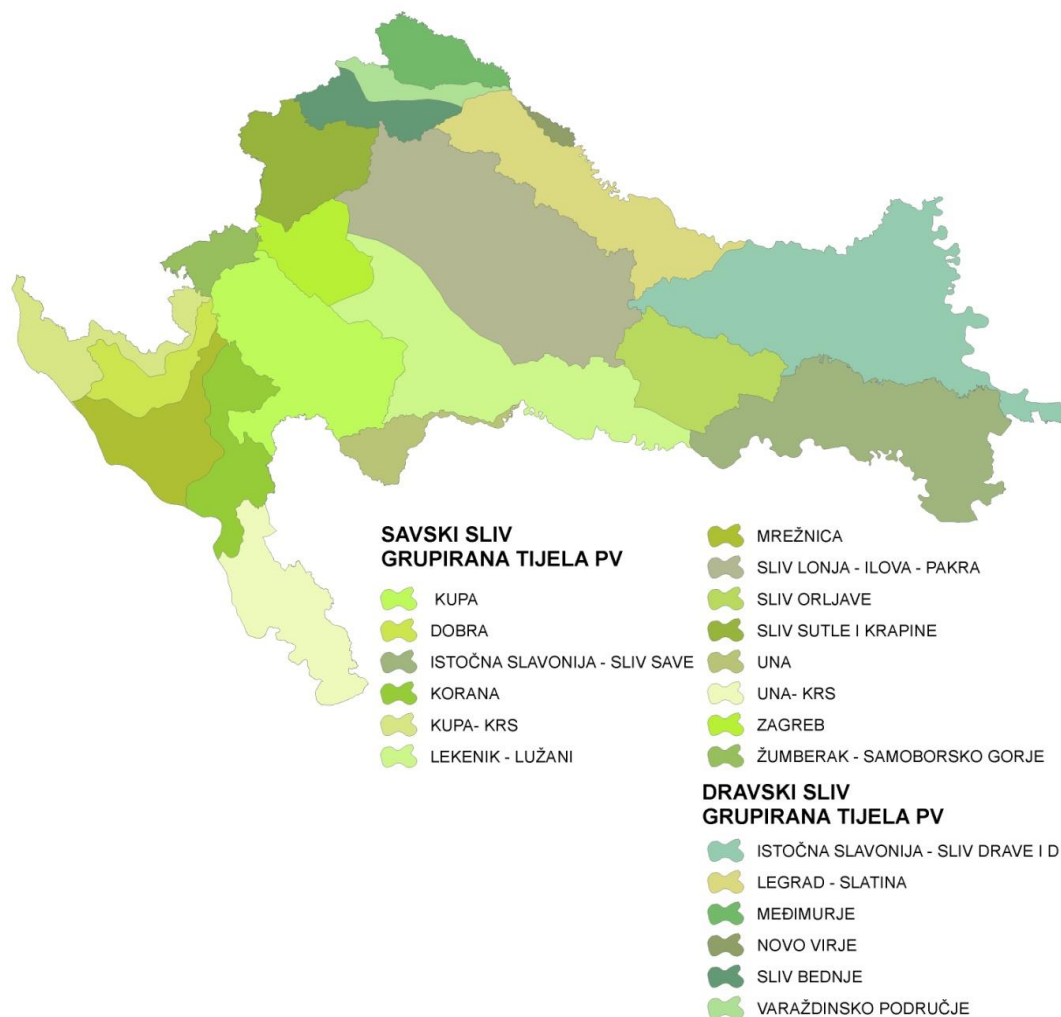 SAVSKI SLIV
GRUPIRANA TIJELA PV
KUPA
DOBRA
ISTOČNA SLAVONIJA - SLIV SAVE
KORANA
KUPA- KRS
LEKENIK - LUŽANI
MREŽNICA
SLIV LONJA - ILOVA - PAKRA
SLIV ORLJAVE
SLIV SUTLE I KRAPINE
UNA
UNA- KRS
ZAGREB
ŽUMBERAK - SAMOBORSKO GORJE
DRAVSKI SLIV
GRUPIRANA TIJELA PV
ISTOČNA SLAVONIJA - SLIV DRAVE I D
LEGRAD - SLATINA
MEĐIMURJE
NOVO VIRJE
SLIV BEDNJE
VARAŽDINSKO PODRUČJE